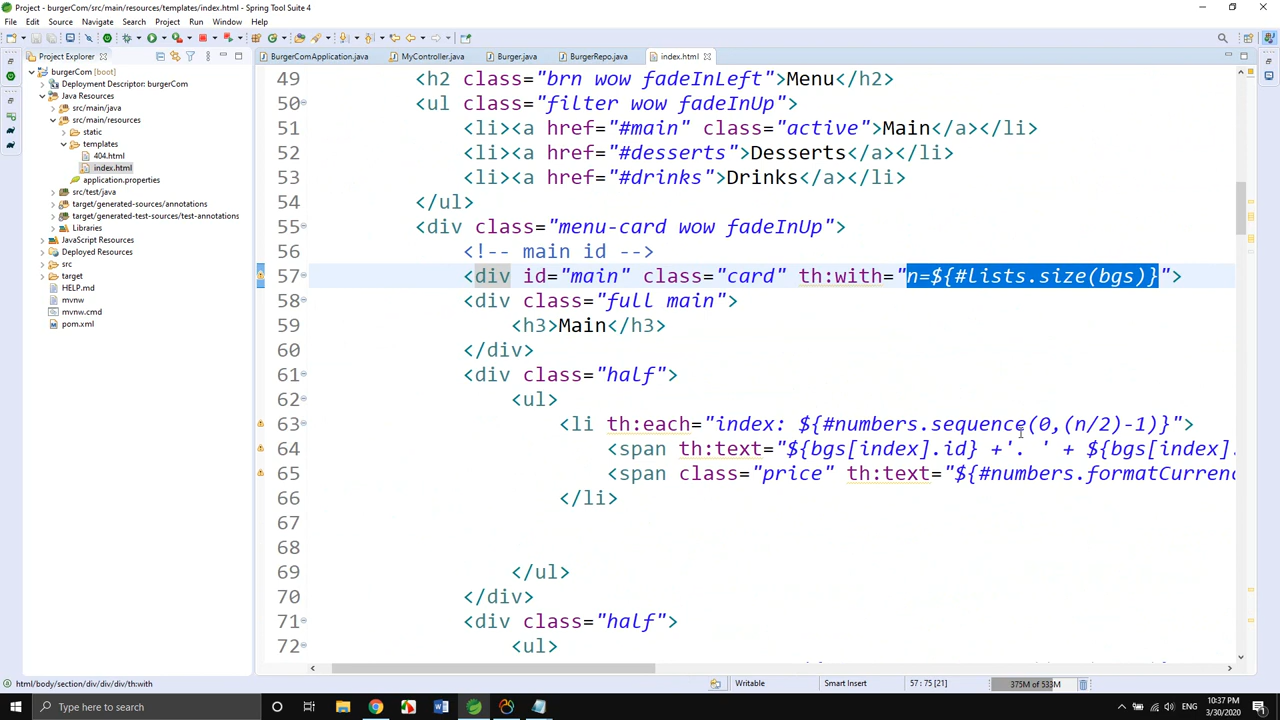 Project - burgerCom/src/main/resources/templates/index.html - Spring Tool Suite 4
File Edit Source Navigate Search Project Run Window Help
Project Explorer
burgerCom [boot]
Deployment Descriptor: burgerCom
Java Resources
src/main/java
src/main/resources
static
templates
404.html
index.html
application.properties
src/test/java
target/generated-sources/annotations
target/generated-test-sources/test-annotations
Libraries
JavaScript Resources
Deployed Resources
src
target
HELP.md
mvnw
mvnw.cmd
pom.xml
BurgerComApplication.java MyController.java Burger.java BurgerRepo.java index.html
49 <h2 class="brn wow fadeInLeft">Menu</h2>
50 <ul class="filter wow fadeInUp">
51 <li><a href="#main" class="active">Main</a></li>
52 <li><a href="#desserts">Desserts</a></li>
53 <li><a href="#drinks">Drinks</a></li>
54 </ul>
55 <div class="menu-card wow fadeInUp">
56 <!-- main id -->
57 <div id="main" class="card" th:with="n=${#lists.size(bgs)}">
58 <div class="full main">
59 <h3>Main</h3>
60 </div>
61 <div class="half">
62 <ul>
63 <li th:each="index: ${#numbers.sequence(0,(n/2)-1)}">
64 <span th:text="${bgs[index].id} +'. ' + ${bgs[index].
65 <span class="price" th:text="${#numbers.formatCurrenc
66 </li>
67
68
69 </ul>
70 </div>
71 <div class="half">
72 <ul>
html/body/section/div/div/div/th:with
Writable
Smart Insert
57 : 75 [21]
375M of 533M
Type here to search
10:37 PM
3/30/2020